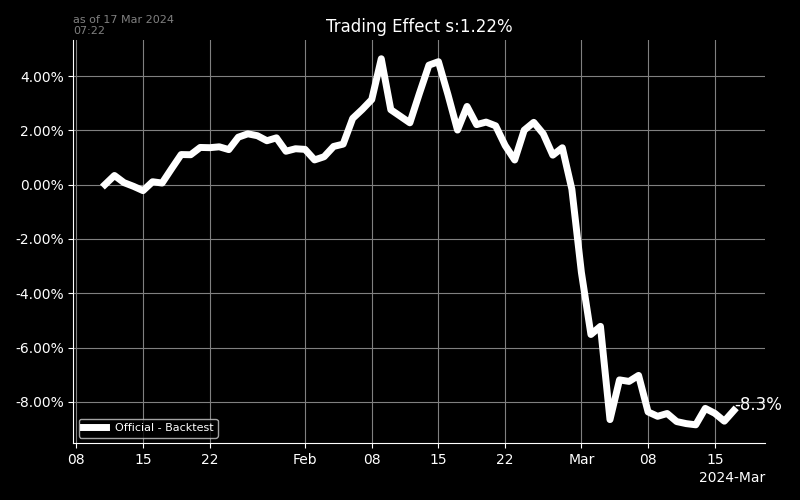 as of 17 Mar 2024
07:22
Trading Effect s:1.22%
4.00%
2.00%
0.00%
-2.00%
-4.00%
-6.00%
-8.00%
-8.3%
Official - Backtest
08 15 22 Feb 08 15 22 Mar 08 15
2024-Mar